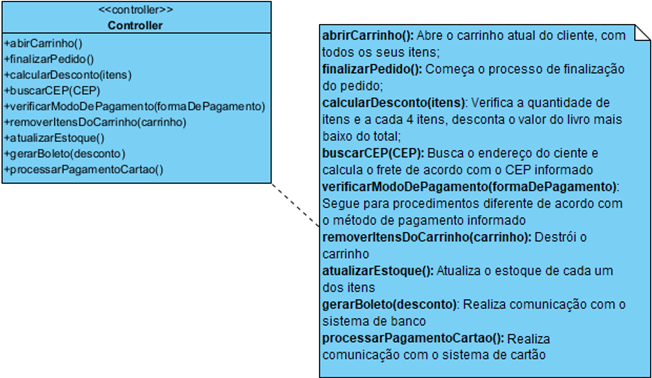 <<controller>>
Controller
+abirCarrinho()
+finalizarPedido()
+calcularDesconto(itens)
+buscarCEP(CEP)
+verificarModoDePagamento(formaDePagamento)
+removerItensDoCarrinho(carrinho)
+atualizarEstoque()
+gerarBoleto(desconto)
+processarPagamentoCartao()
abrirCarrinho(): Abre o carrinho atual do cliente, com
todos os seus itens;
finalizarPedido(): Começa o processo de finalização
do pedido;
calcularDesconto(itens): Verifica a quantidade de
itens e a cada 4 itens, desconta o valor do livro mais
baixo do total;
buscarCEP(CEP): Busca o endereço do ciente e
calcula o frete de acordo com o CEP informado
verificarModoDePagamento(formaDePagamento):
Segue para procedimentos diferente de acordo com
o método de pagamento informado
removerItensDoCarrinho(carrinho): Destrói o
carrinho
atualizarEstoque(): Atualiza o estoque de cada um
dos itens
gerarBoleto(desconto): Realiza comunicação com o
sistema de banco
processarPagamentoCartao(): Realiza
comunicação com o sistema de cartão